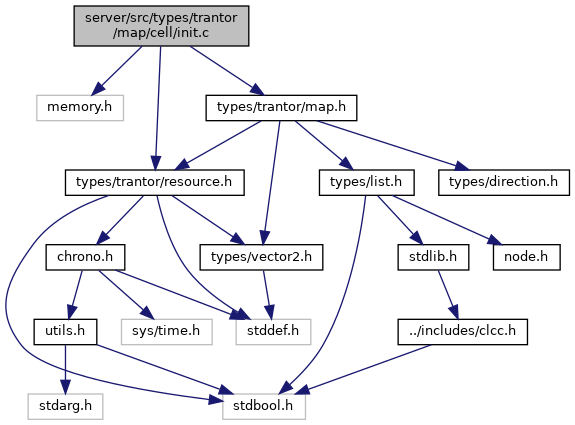 server/src/types/trantor
/map/cell/init.c
memory.h
types/trantor/map.h
types/trantor/resource.h
types/list.h
types/direction.h
chrono.h
types/vector2.h
stdlib.h
node.h
utils.h
sys/time.h
stddef.h
../includes/clcc.h
stdarg.h
stdbool.h